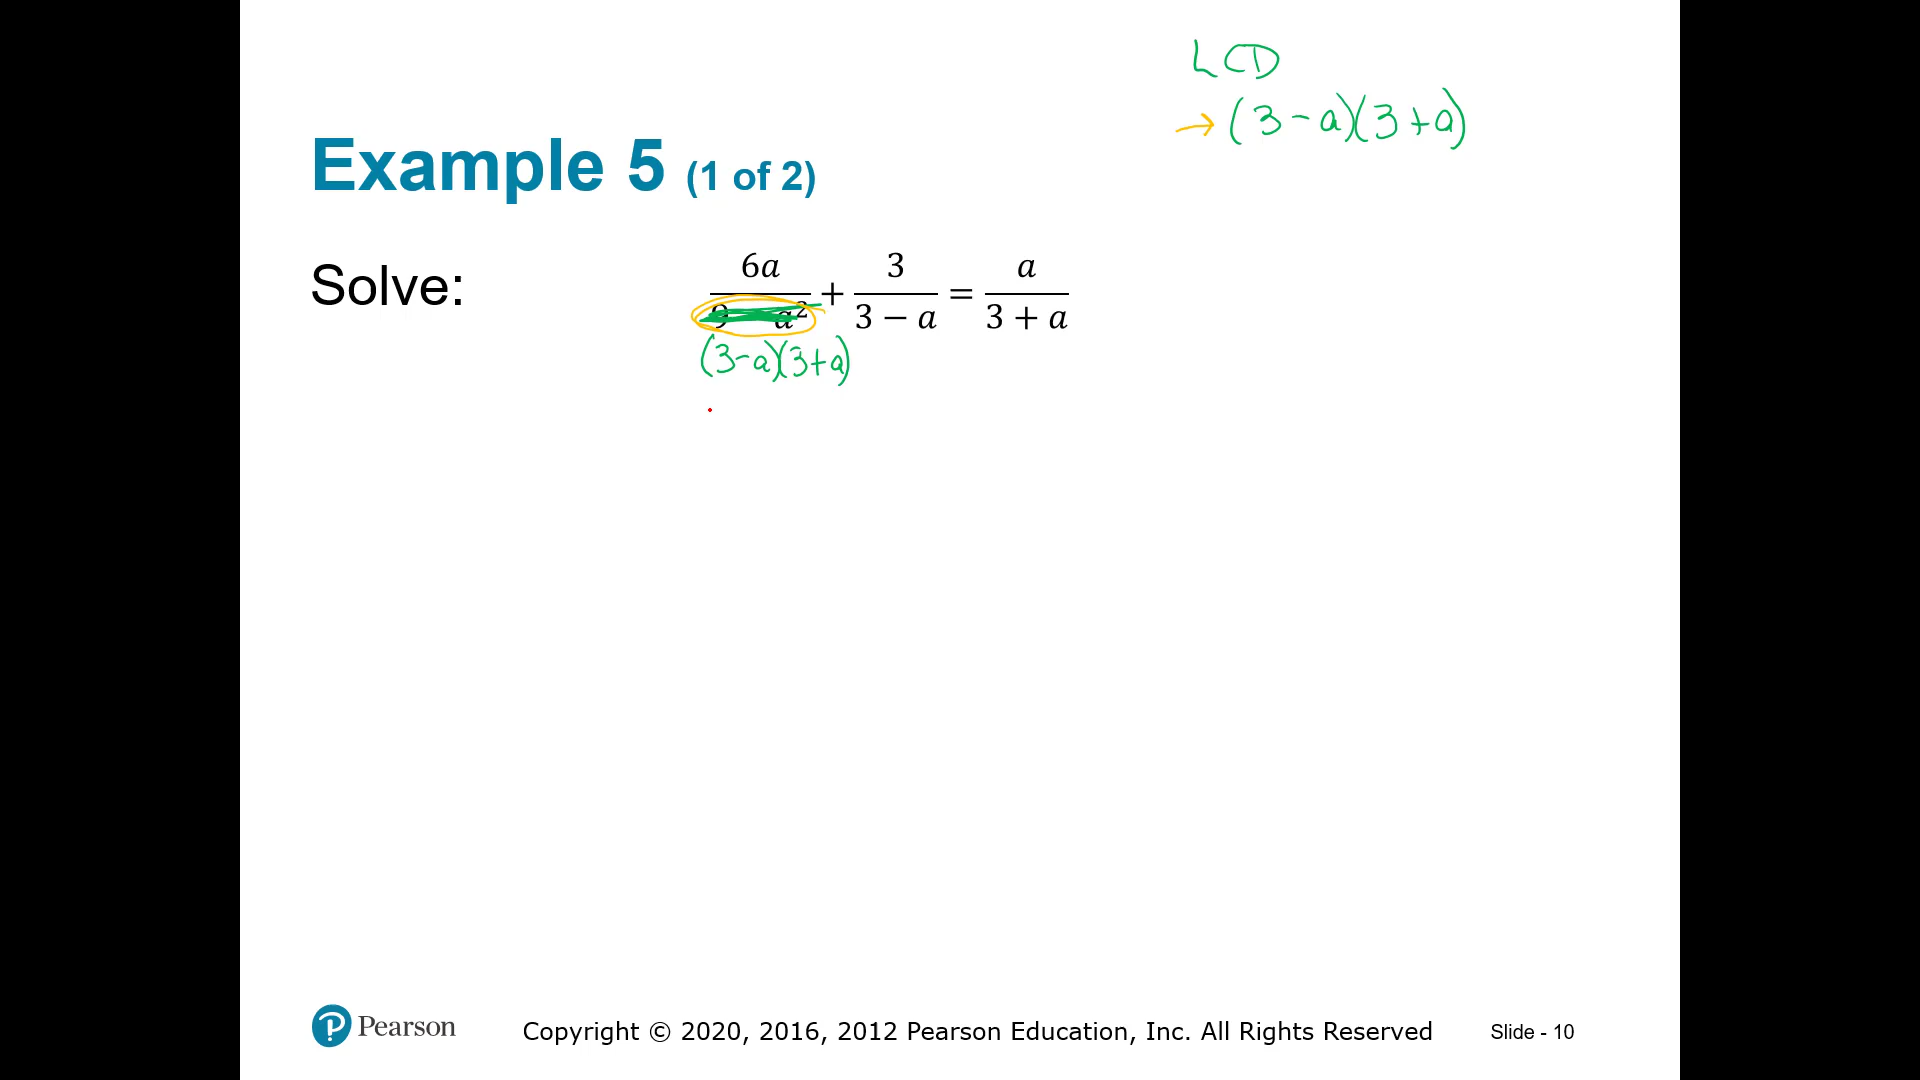 LCD
→ (3 - a)(3 + a)
Example 5 (1 of 2)
Solve: 6a/(9 − a²) + 3/(3 − a) = a/(3 + a)
(3-a)(3+a)
Pearson
Copyright © 2020, 2016, 2012 Pearson Education, Inc. All Rights Reserved
Slide - 10